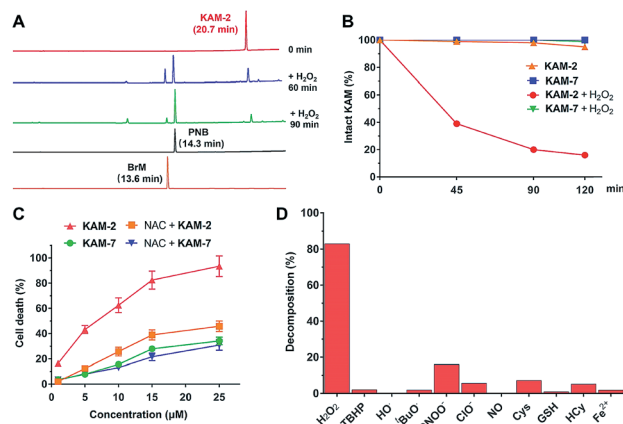 A
KAM-2
(20.7 min)
0 min
+ H₂O₂
60 min
+ H₂O₂
90 min
PNB
(14.3 min)
BrM
(13.6 min)
B
Intact KAM (%)
100
80
60
40
20
0
0 45 90 120 min
KAM-2
KAM-7
KAM-2 + H₂O₂
KAM-7 + H₂O₂
C
KAM-2 NAC + KAM-2
KAM-7 NAC + KAM-7
Cell death (%)
100
80
60
40
20
0
0 5 10 15 20 25
Concentration (µM)
D
Decomposition (%)
100
80
60
40
20
0
H₂O₂ TBHP HO· ᵗBuO· ONOO⁻ ClO⁻ NO Cys GSH HCy Fe²⁺